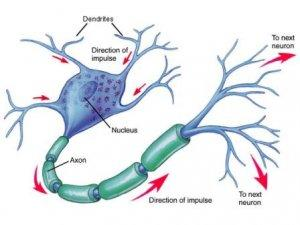 Dendrites
Direction of
impulse
To next
neuron
Nucleus
Axon
Direction of impulse
To next
neuron